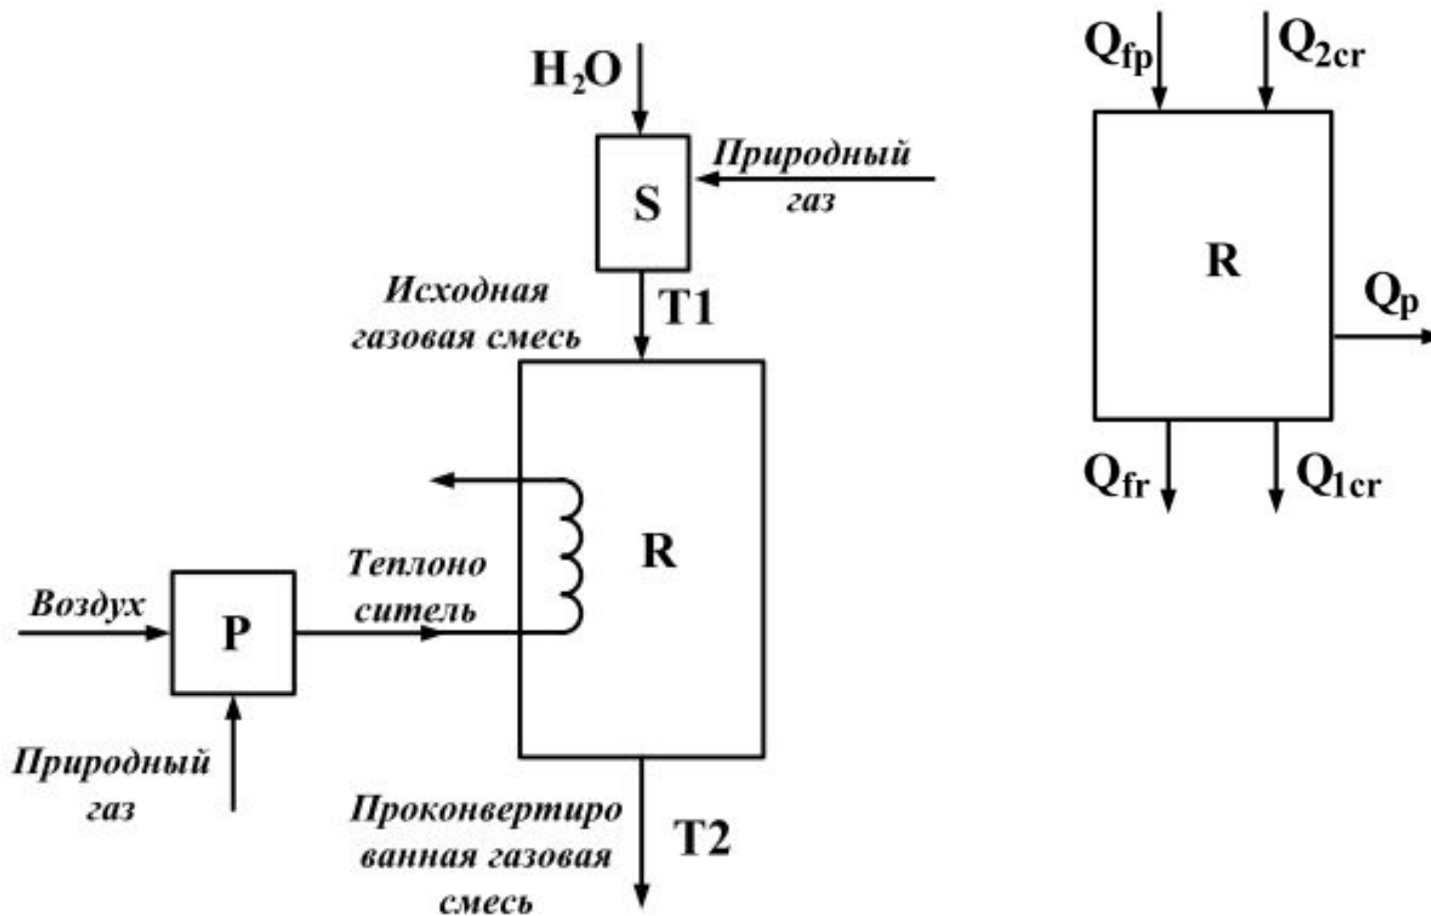 H₂O
Природный
газ
S
Исходная
газовая смесь
T1
R
Теплоно
ситель
Воздух
P
Природный
газ
Проконвертиро
ванная газовая
смесь
T2
Qfp
Q2cr
R
Qp
Qfr
Q1cr